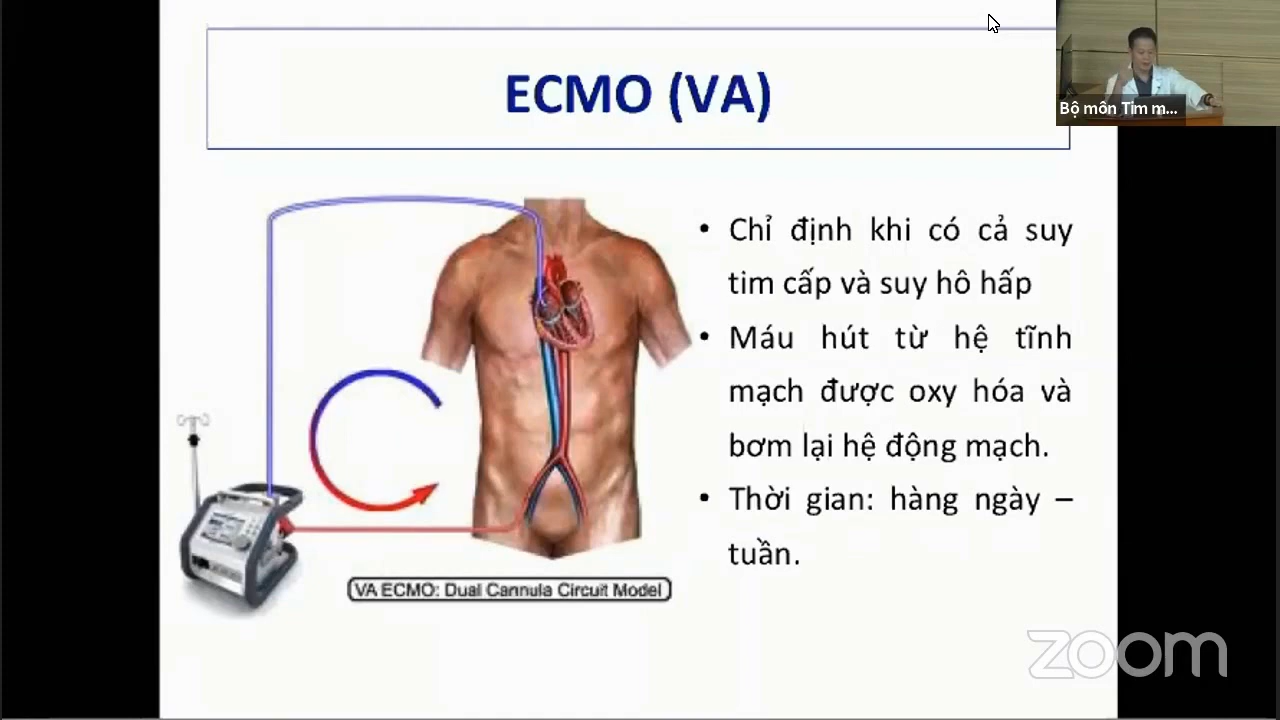 ECMO (VA)
Bộ môn Tim m...
• Chỉ định khi có cả suy
tim cấp và suy hô hấp
• Máu hút từ hệ tĩnh
mạch được oxy hóa và
bơm lại hệ động mạch.
• Thời gian: hàng ngày –
tuần.
VA ECMO: Dual Cannula Circuit Model
zoom